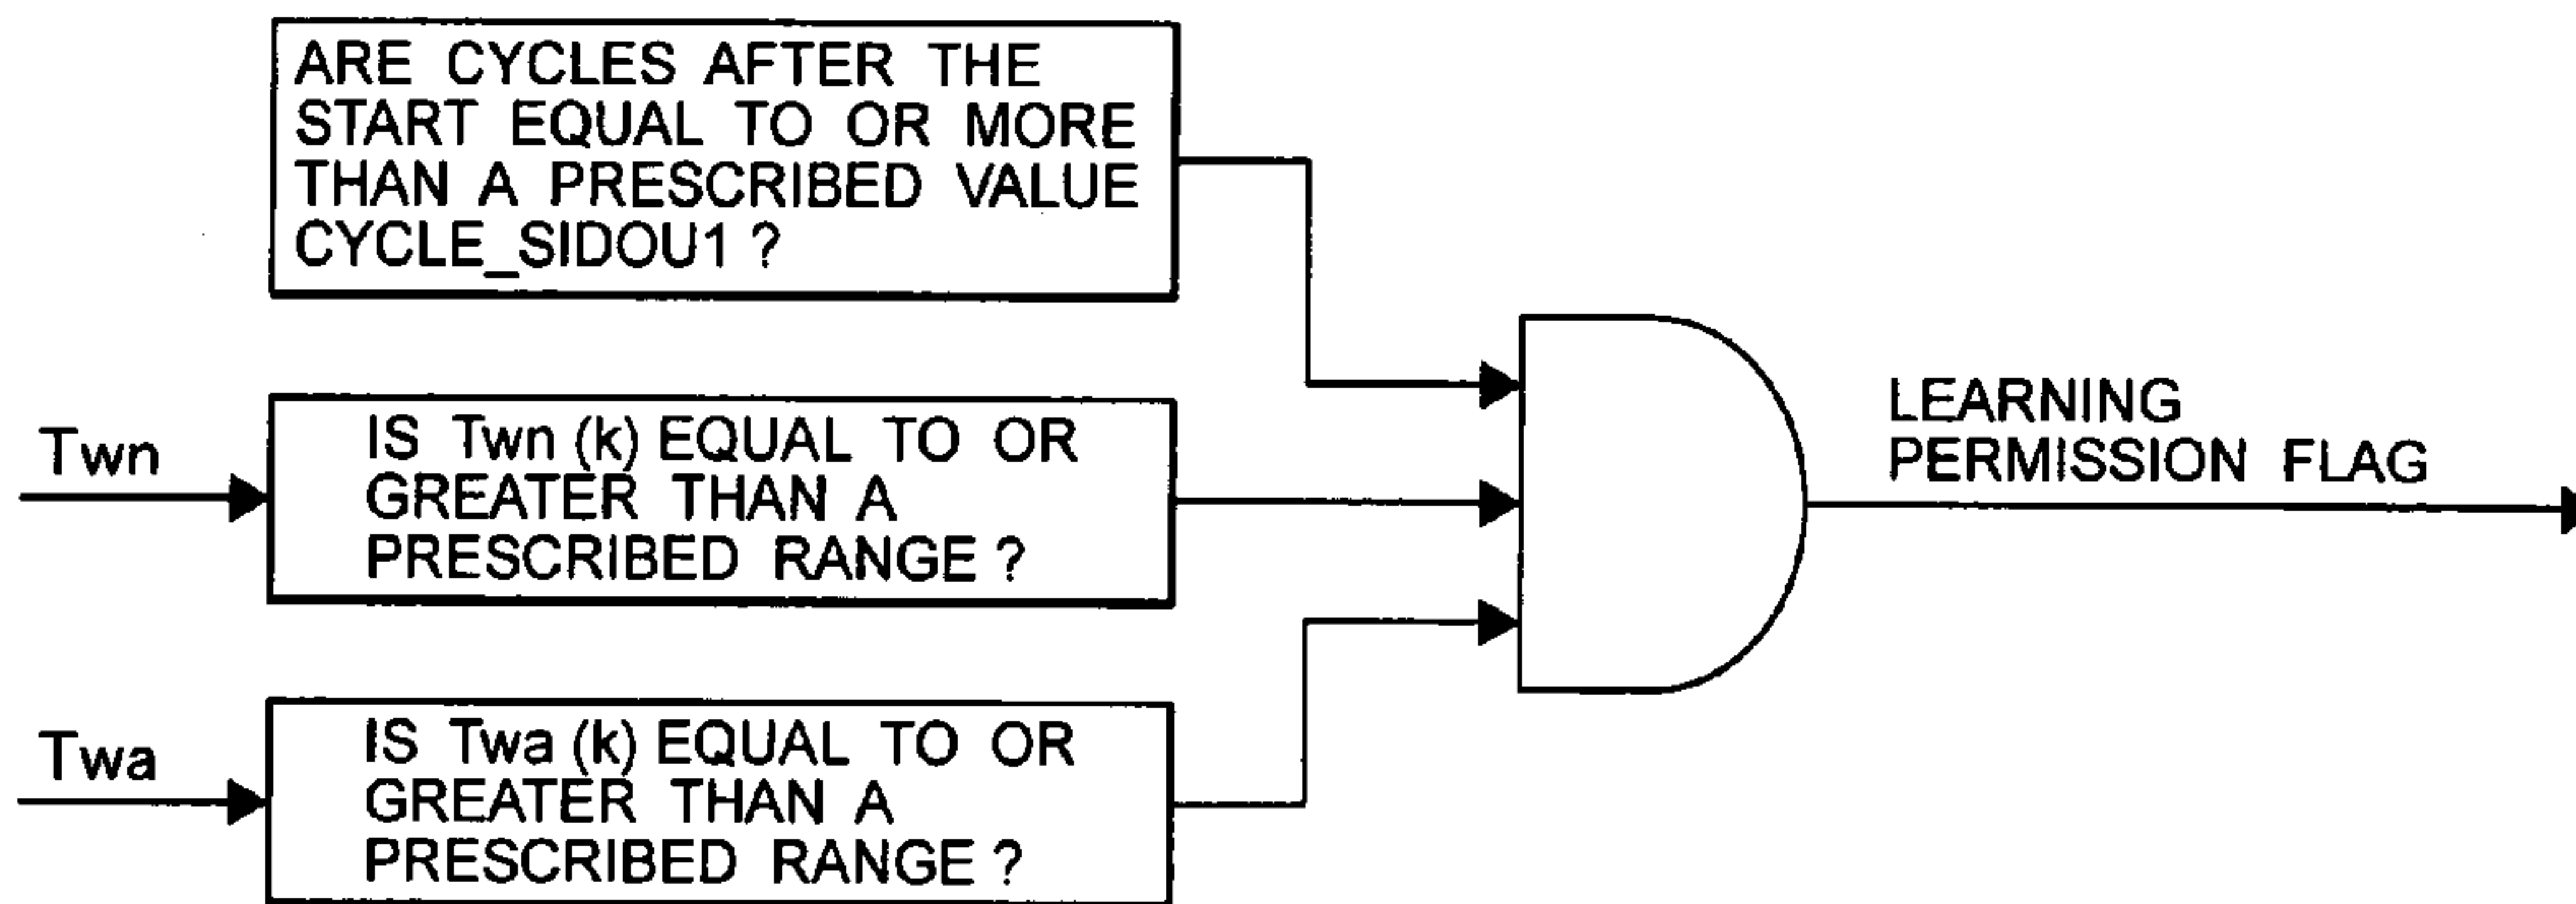 ARE CYCLES AFTER THE
START EQUAL TO OR MORE
THAN A PRESCRIBED VALUE
CYCLE_SIDOU1 ?
Twn
IS Twn (k) EQUAL TO OR
GREATER THAN A
PRESCRIBED RANGE ?
LEARNING
PERMISSION FLAG
Twa
IS Twa (k) EQUAL TO OR
GREATER THAN A
PRESCRIBED RANGE ?